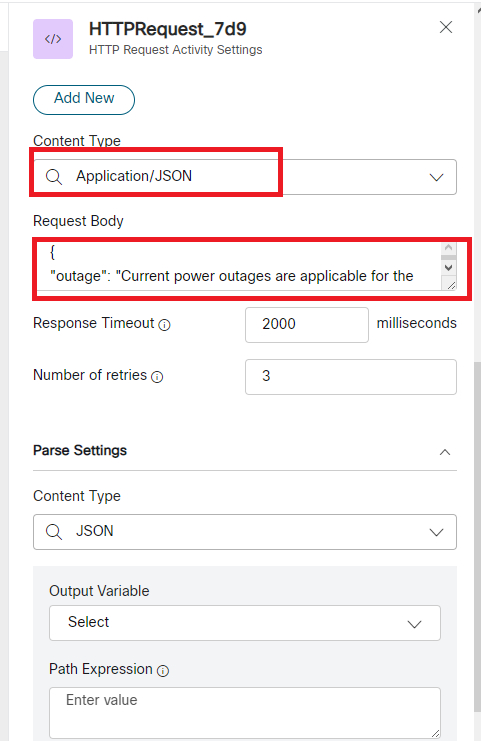 </>
HTTPRequest_7d9
HTTP Request Activity Settings
Add New
Content Type
Application/JSON
Request Body
{
"outage": "Current power outages are applicable for the
Response Timeout
2000 milliseconds
Number of retries
3
Parse Settings
Content Type
JSON
Output Variable
Select
Path Expression
Enter value